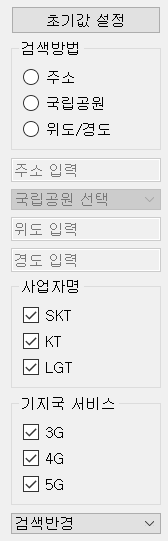 초기값 설정
검색방법
주소
국립공원
위도/경도
주소 입력
국립공원 선택
위도 입력
경도 입력
사업자명
SKT
KT
LGT
기지국 서비스
3G
4G
5G
검색반경